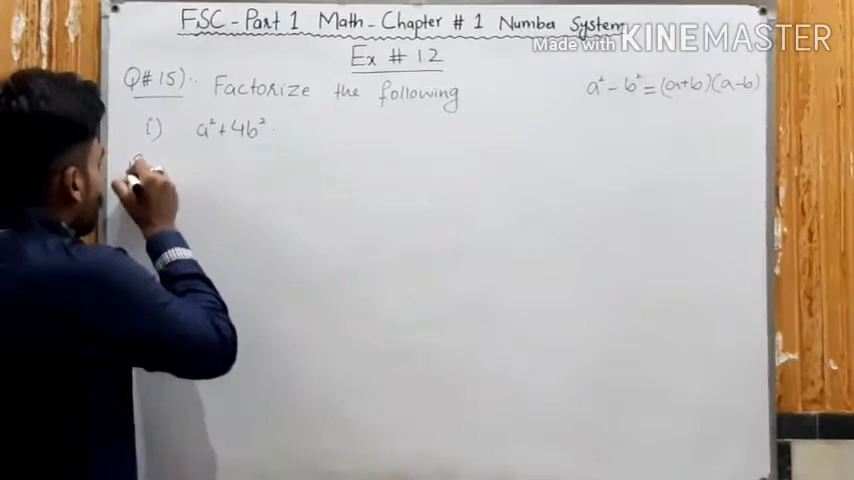 FSC - Part 1 Math - Chapter # 1 Number System
Made with KINEMASTER
Ex # 12
Q # 15)
Factorize the following
a² - b² = (a+b)(a-b)
i) a² + 4b²